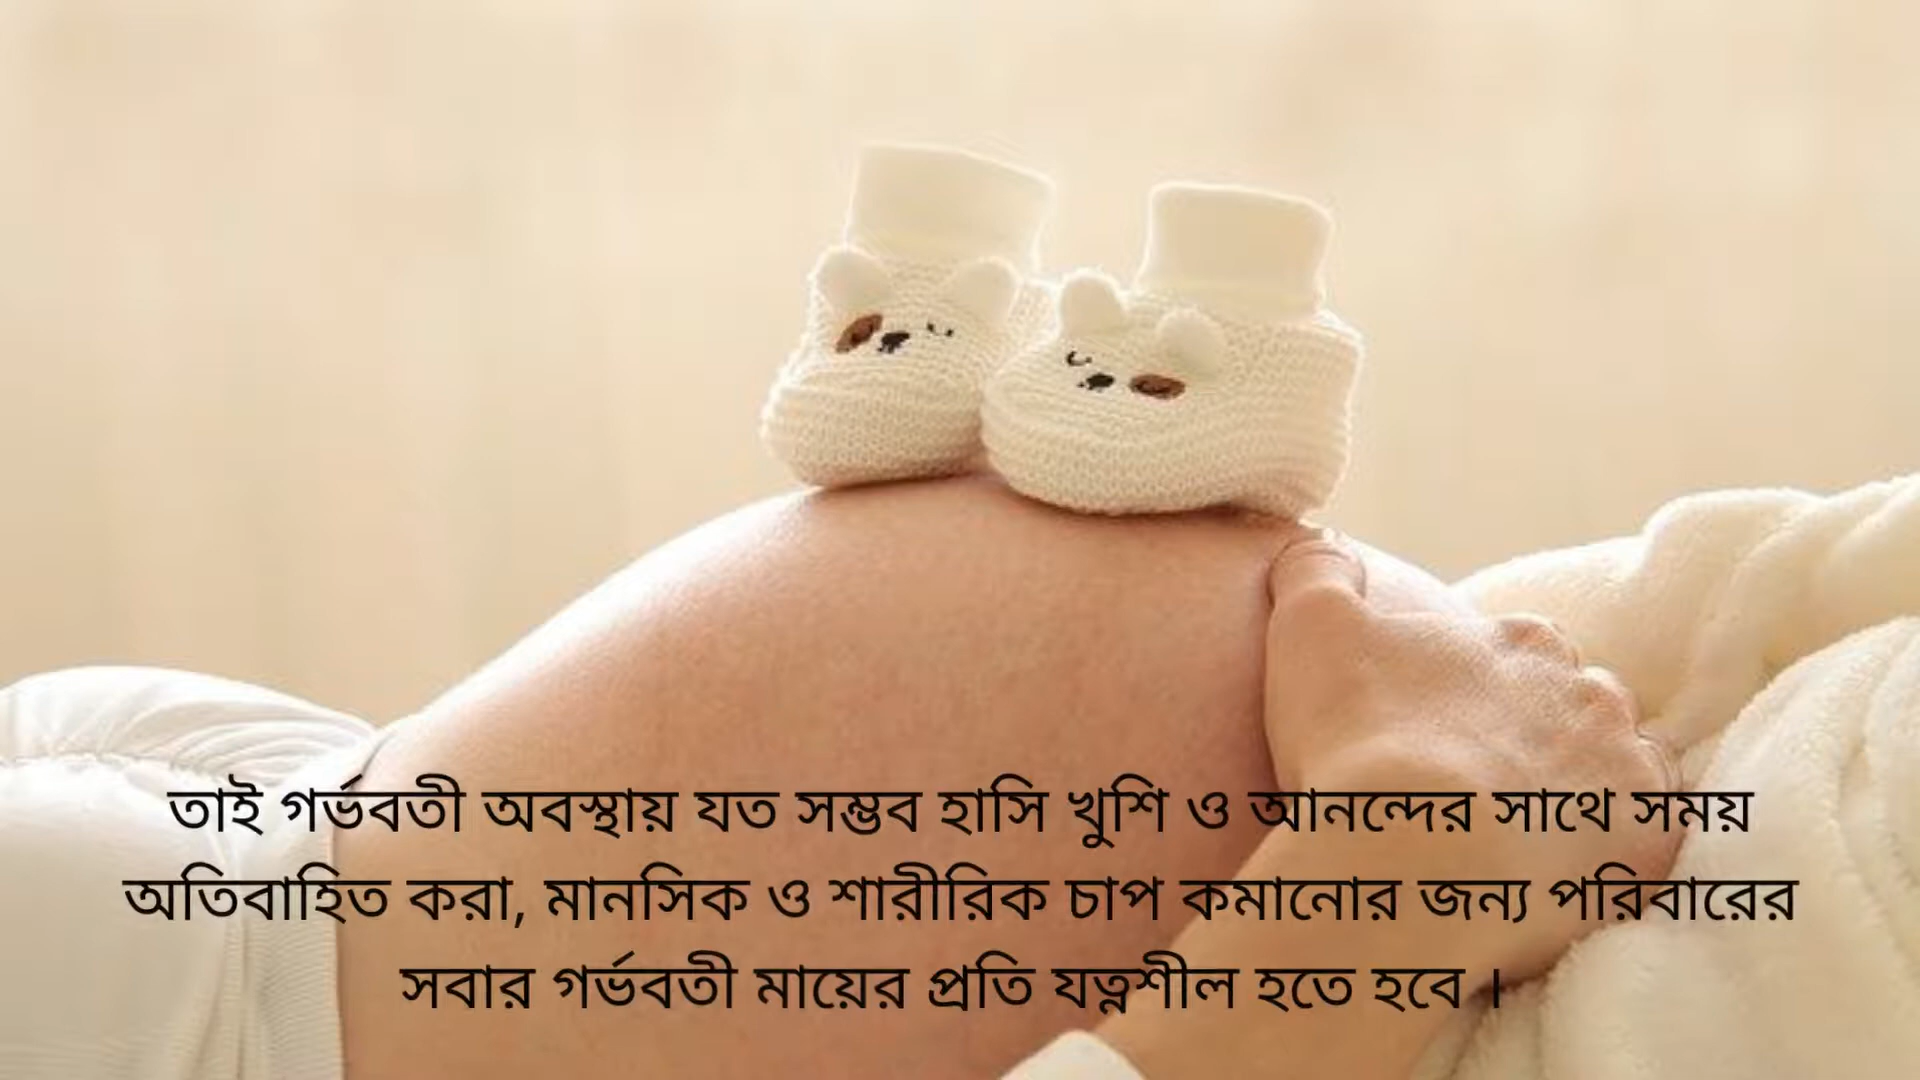 তাই গর্ভবতী অবস্থায় যত সম্ভব হাসি খুশি ও আনন্দের সাথে সময়
অতিবাহিত করা, মানসিক ও শারীরিক চাপ কমানোর জন্য পরিবারের
সবার গর্ভবতী মায়ের প্রতি যত্নশীল হতে হবে ।